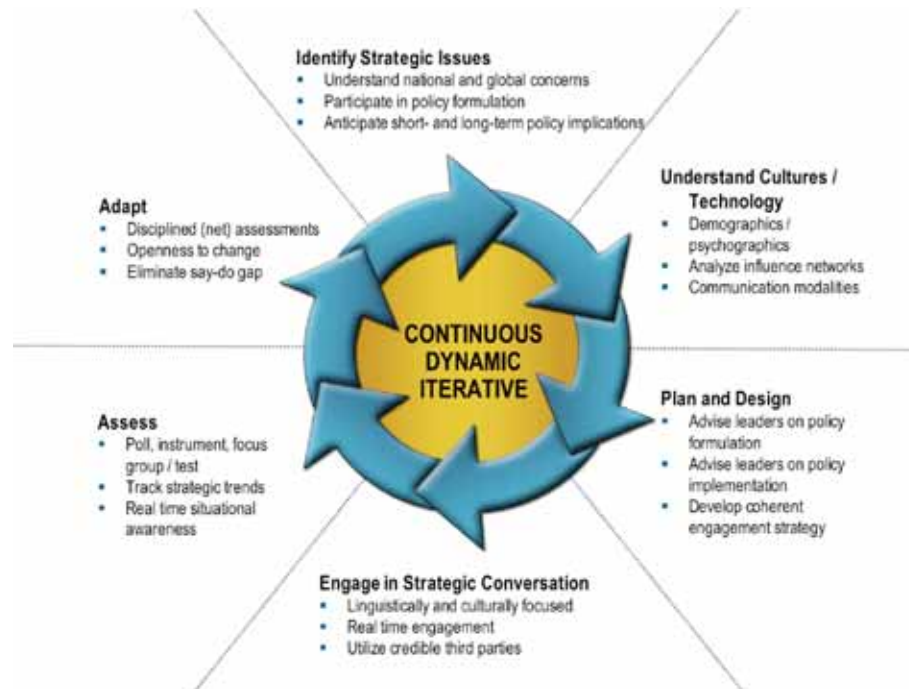 Identify Strategic Issues
▪ Understand national and global concerns
▪ Participate in policy formulation
▪ Anticipate short- and long-term policy implications
Understand Cultures /
Technology
▪ Demographics /
psychographics
▪ Analyze influence networks
▪ Communication modalities
Plan and Design
▪ Advise leaders on policy
formulation
▪ Advise leaders on policy
implementation
▪ Develop coherent
engagement strategy
Engage in Strategic Conversation
▪ Linguistically and culturally focused
▪ Real time engagement
▪ Utilize credible third parties
Assess
▪ Poll, instrument, focus
group / test
▪ Track strategic trends
▪ Real time situational
awareness
Adapt
▪ Disciplined (net) assessments
▪ Openness to change
▪ Eliminate say-do gap
CONTINUOUS
DYNAMIC
ITERATIVE